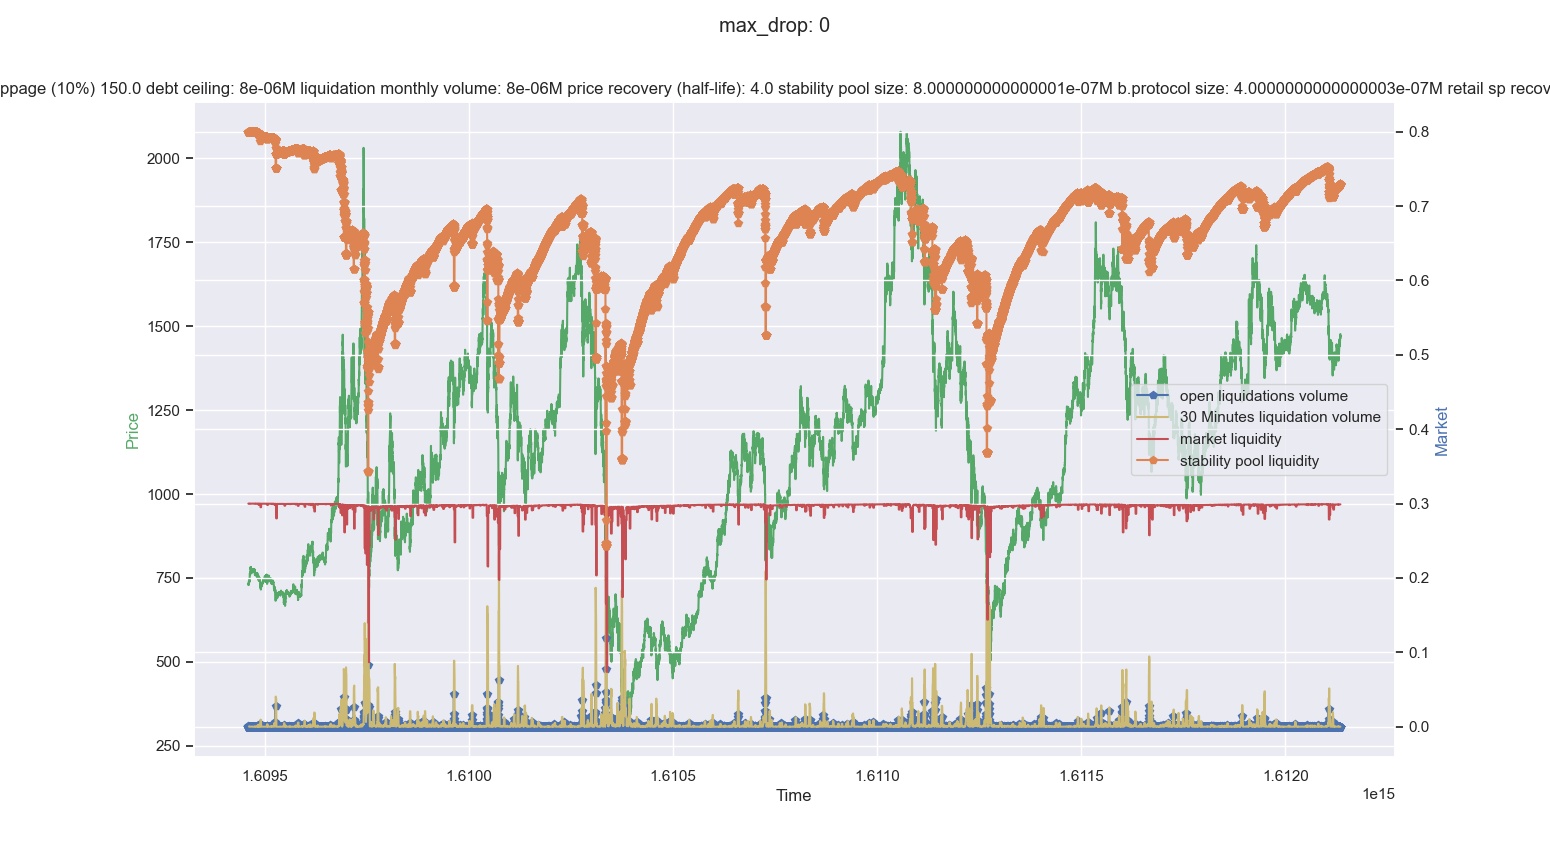 max_drop: 0
ppage (10%) 150.0 debt ceiling: 8e-06M liquidation monthly volume: 8e-06M price recovery (half-life): 4.0 stability pool size: 8.000000000000001e-07M b.protocol size: 4.0000000000000003e-07M retail sp recov
2000
1750
1500
1250
1000
750
500
250
Price
0.8
0.7
0.6
0.5
0.4
0.3
0.2
0.1
0.0
Market
open liquidations volume
30 Minutes liquidation volume
market liquidity
stability pool liquidity
1.6095 1.6100 1.6105 1.6110 1.6115 1.6120
Time
1e15